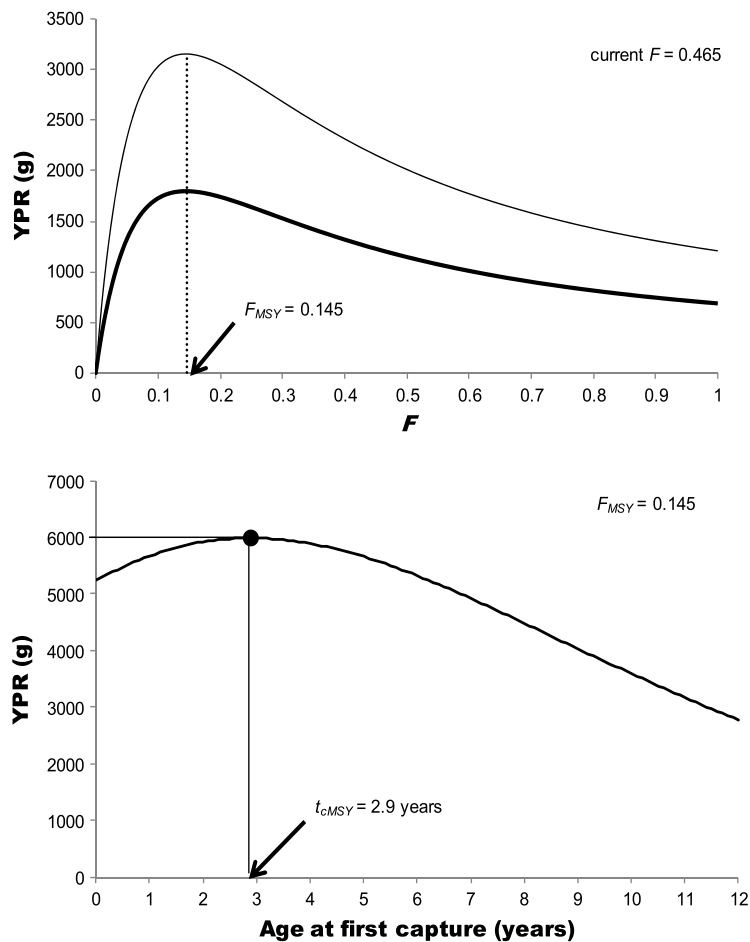 3500
3000
2500
2000
1500
1000
500
0
YPR (g)
current F = 0.465
F_MSY = 0.145
0 0.1 0.2 0.3 0.4 0.5 0.6 0.7 0.8 0.9 1
F
7000
6000
5000
4000
3000
2000
1000
0
YPR (g)
F_MSY = 0.145
t_cMSY = 2.9 years
0 1 2 3 4 5 6 7 8 9 10 11 12
Age at first capture (years)